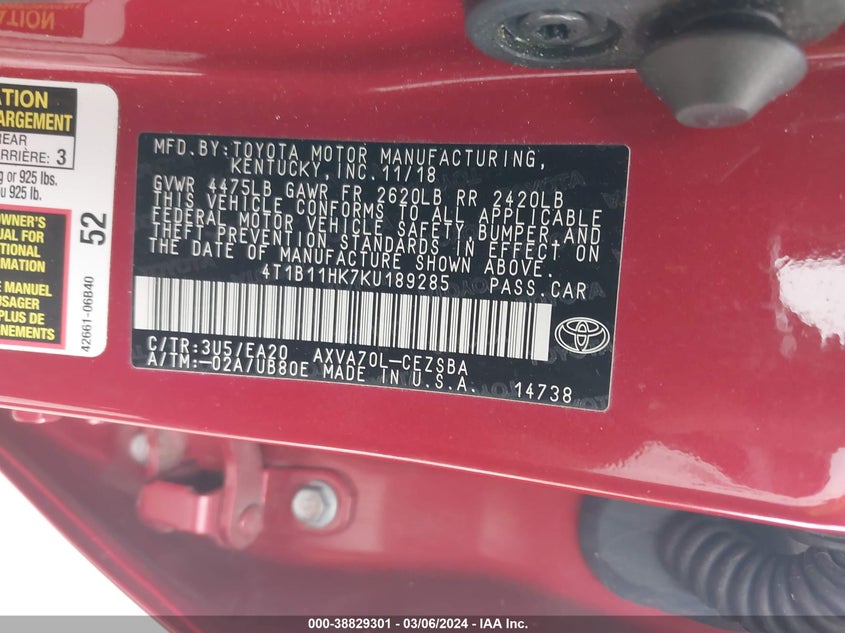 NOITA
ATION
ARGEMENT
REAR
ARRIÈRE: 3
g or 925 lbs.
u 925 lb.
OWNER'S
UAL FOR
TIONAL
MATION
E MANUEL
USAGER
PLUS DE
NEMENTS
52
42661-06B40
MFD.BY:TOYOTA MOTOR MANUFACTURING,
KENTUCKY, INC. 11/18
GVWR 4475LB GAWR FR 2620LB RR 2420LB
THIS VEHICLE CONFORMS TO ALL APPLICABLE
FEDERAL MOTOR VEHICLE SAFETY, BUMPER, AND
THEFT PREVENTION STANDARDS IN EFFECT ON
THE DATE OF MANUFACTURE SHOWN ABOVE.
4T1B11HK7KU189285 PASS.CAR
C/TR:3U5/EA20 AXVA70L-CEZSBA
A/TM:-02A/UB80E MADE IN U.S.A. 14738
000-38829301 - 03/06/2024 - IAA Inc.